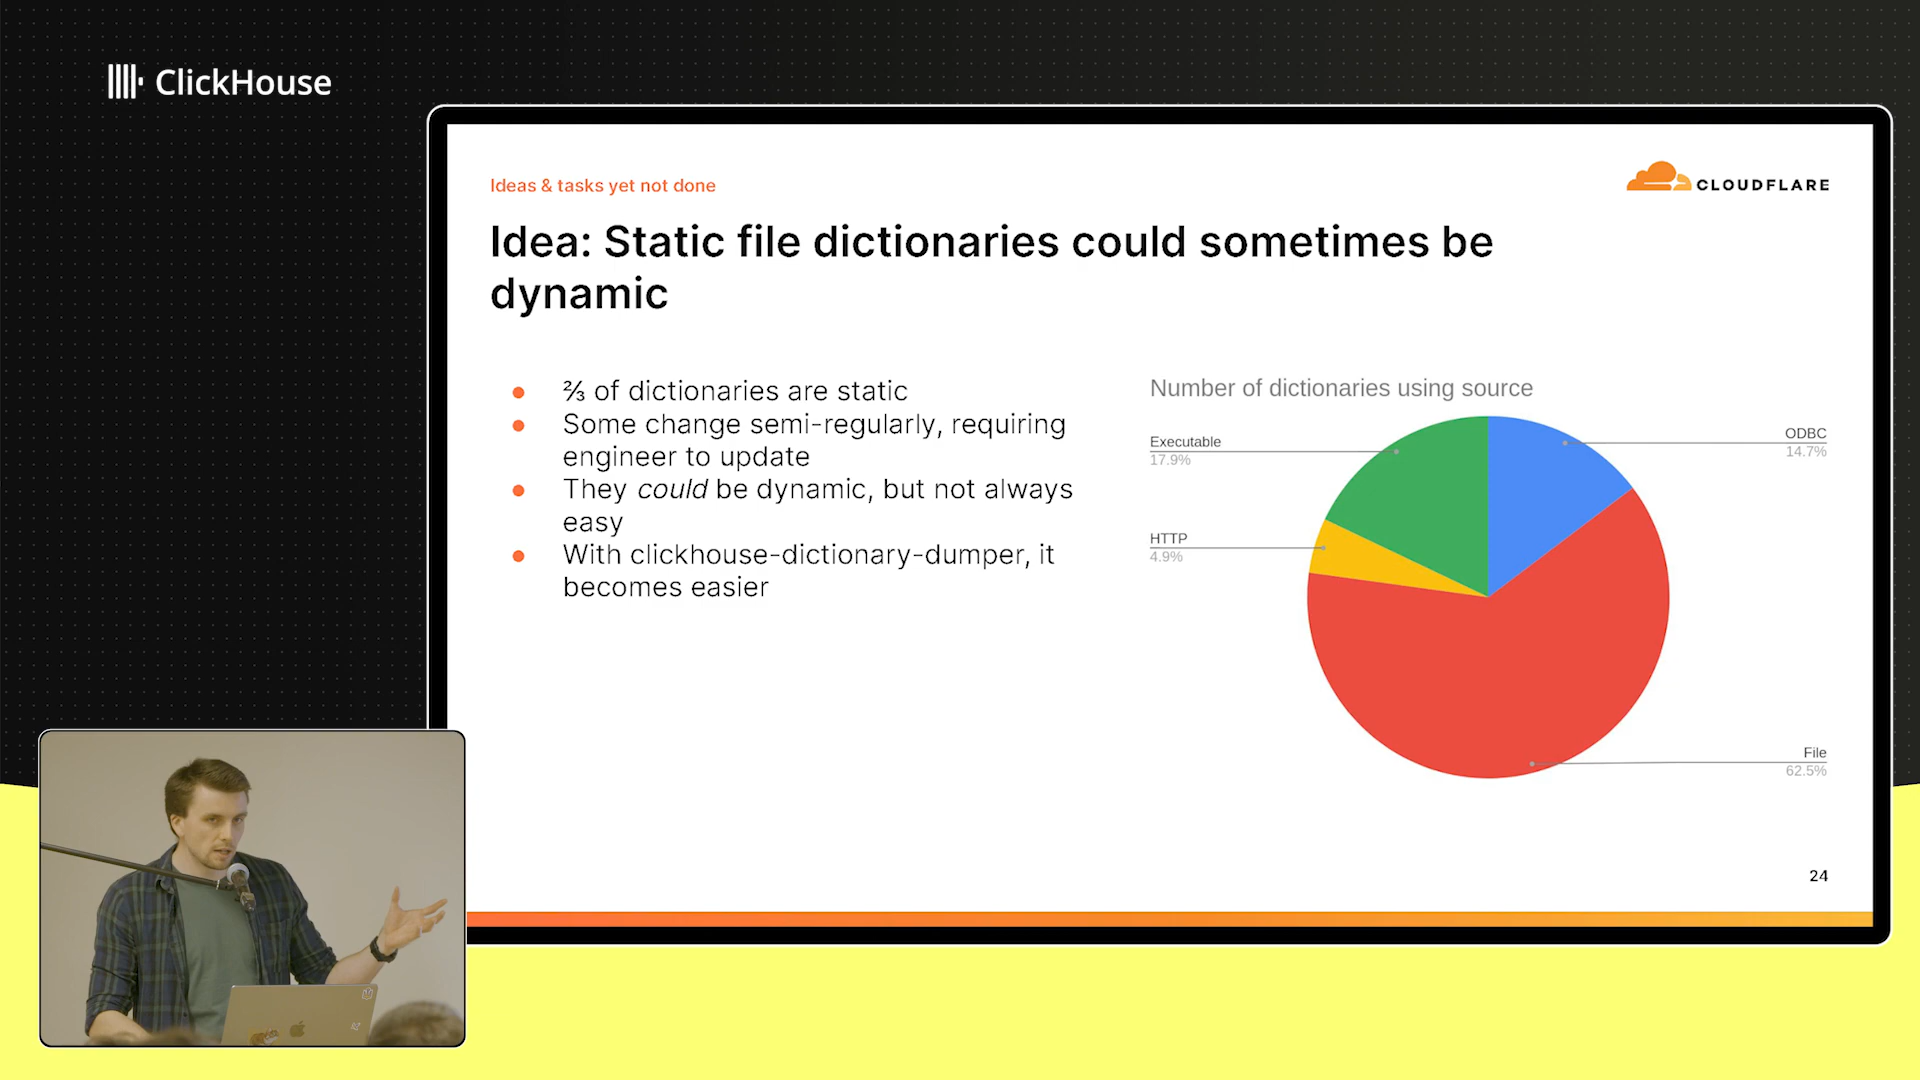 ClickHouse
Ideas & tasks yet not done
CLOUDFLARE
Idea: Static file dictionaries could sometimes be
dynamic
⅔ of dictionaries are static
Some change semi-regularly, requiring
engineer to update
They could be dynamic, but not always
easy
With clickhouse-dictionary-dumper, it
becomes easier
Number of dictionaries using source
Executable
17.9%
HTTP
4.9%
ODBC
14.7%
File
62.5%
24